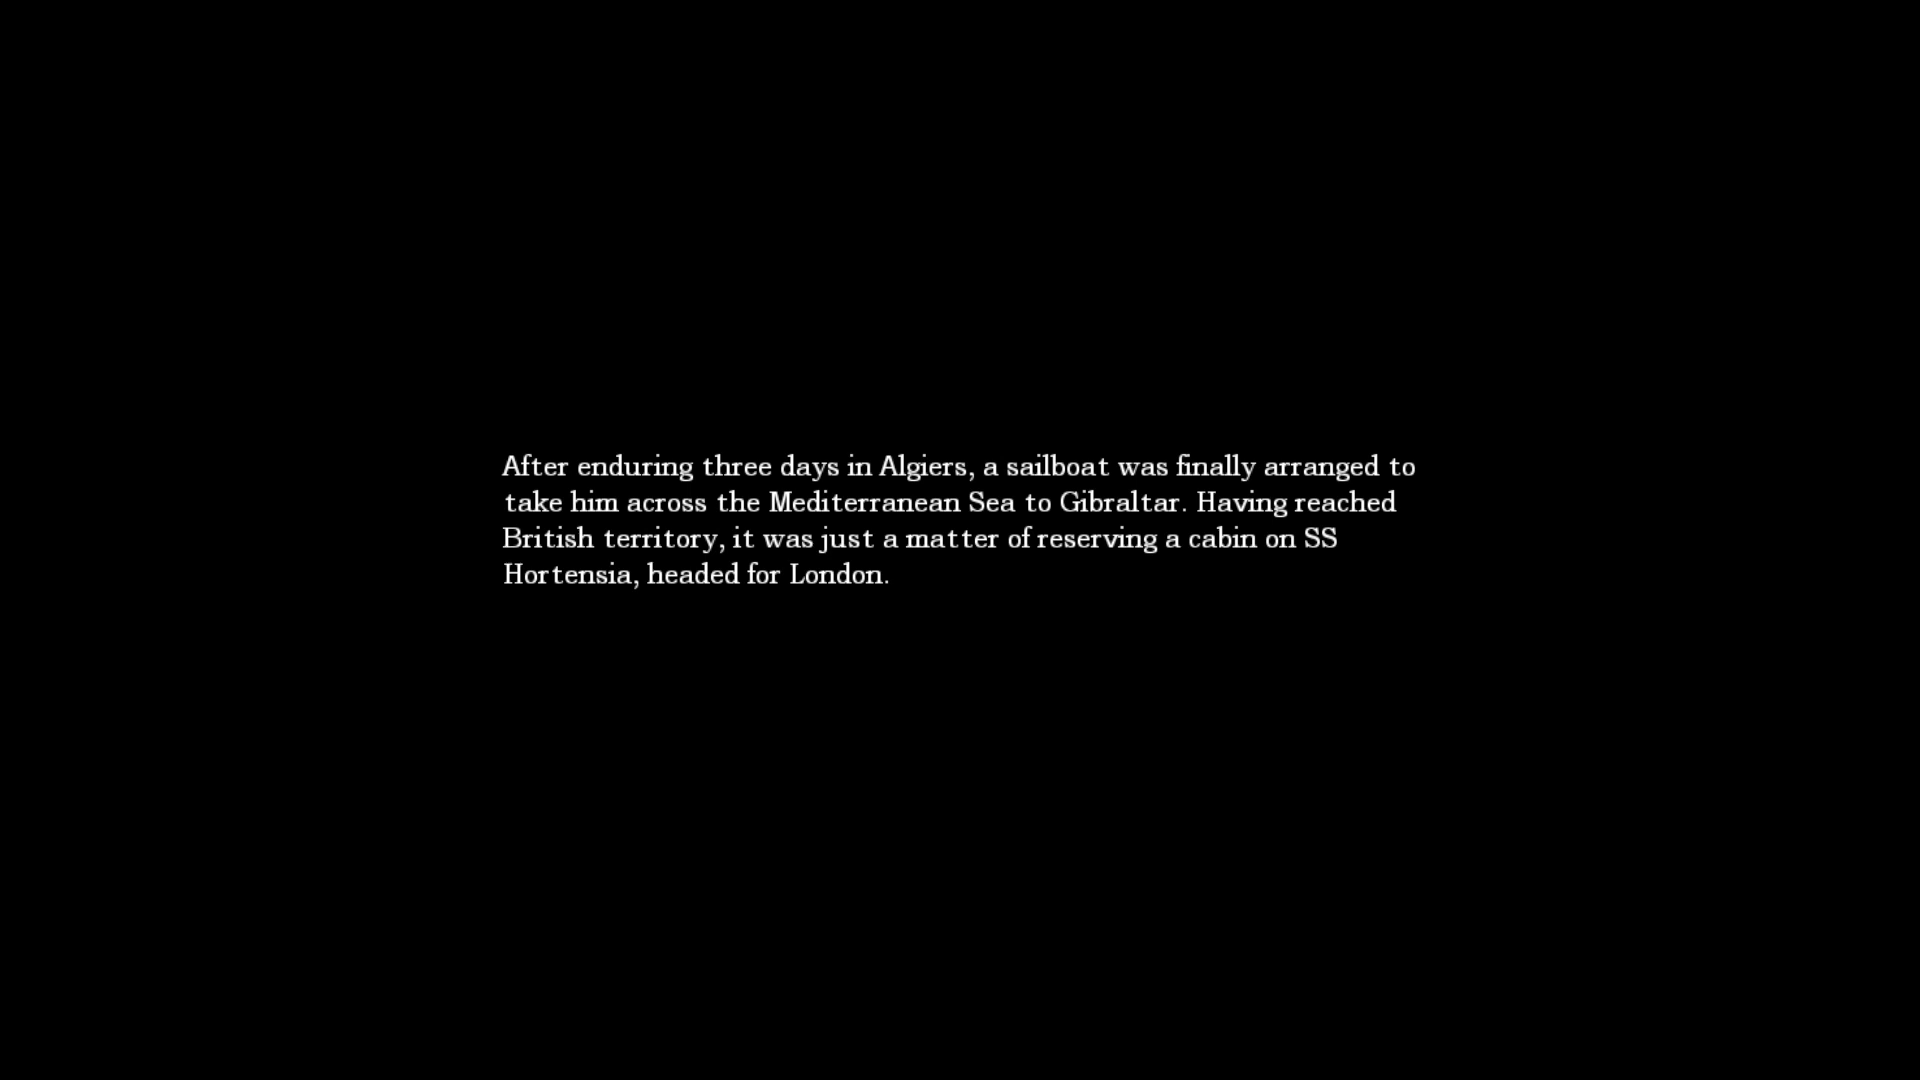 After enduring three days in Algiers, a sailboat was finally arranged to
take him across the Mediterranean Sea to Gibraltar. Having reached
British territory, it was just a matter of reserving a cabin on SS
Hortensia, headed for London.